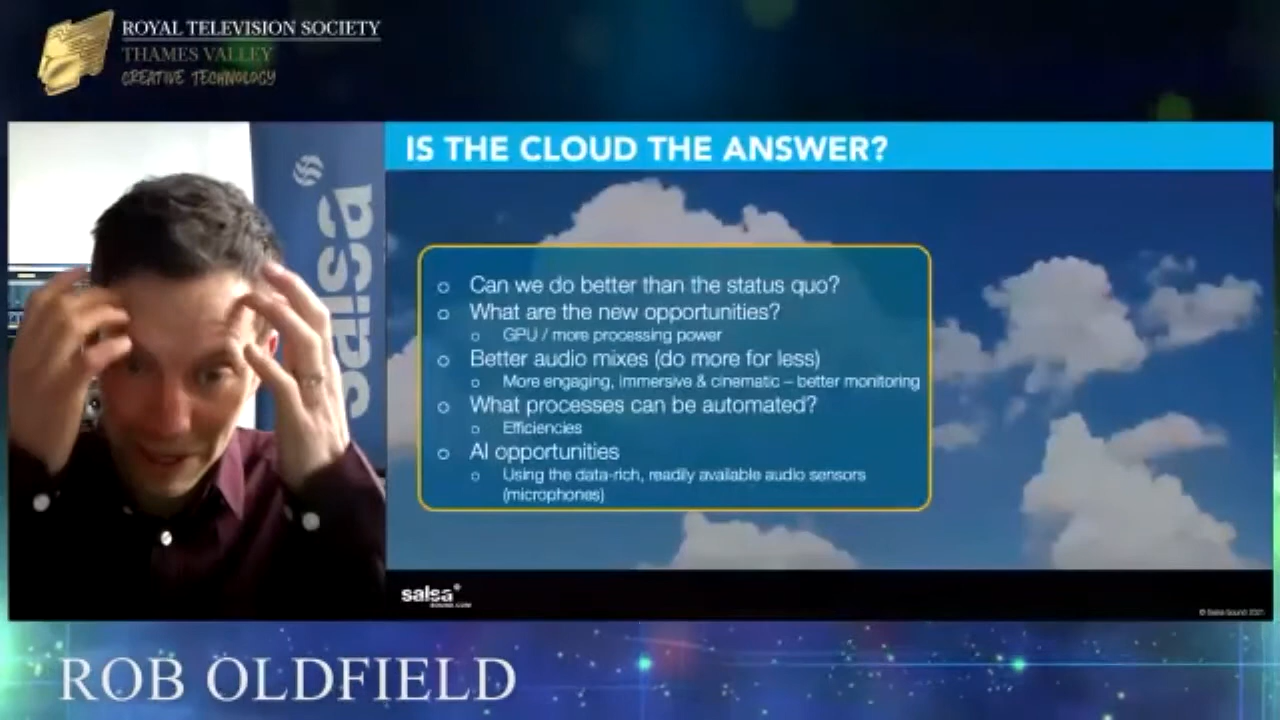 ROYAL TELEVISION SOCIETY
THAMES VALLEY
CREATIVE TECHNOLOGY
salsa
IS THE CLOUD THE ANSWER?
Can we do better than the status quo?
What are the new opportunities?
GPU / more processing power
Better audio mixes (do more for less)
More engaging, immersive & cinematic – better monitoring
What processes can be automated?
Efficiencies
AI opportunities
Using the data-rich, readily available audio sensors
(microphones)
salsa
SOUND.COM
© Salsa Sound 2021
ROB OLDFIELD